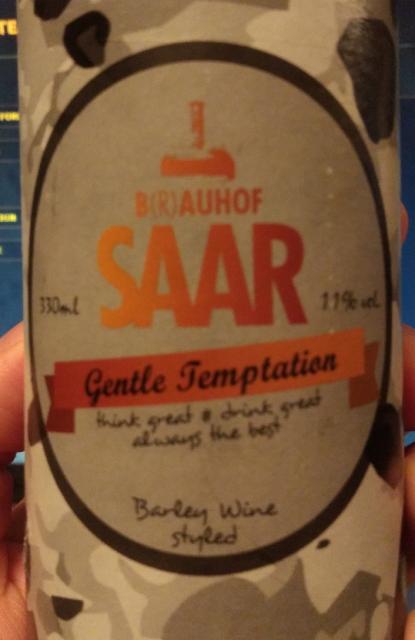 B(R)AUHOF
SAAR
330ml
11% vol.
Gentle Temptation
think great # drink great
always the best
Barley Wine
styled